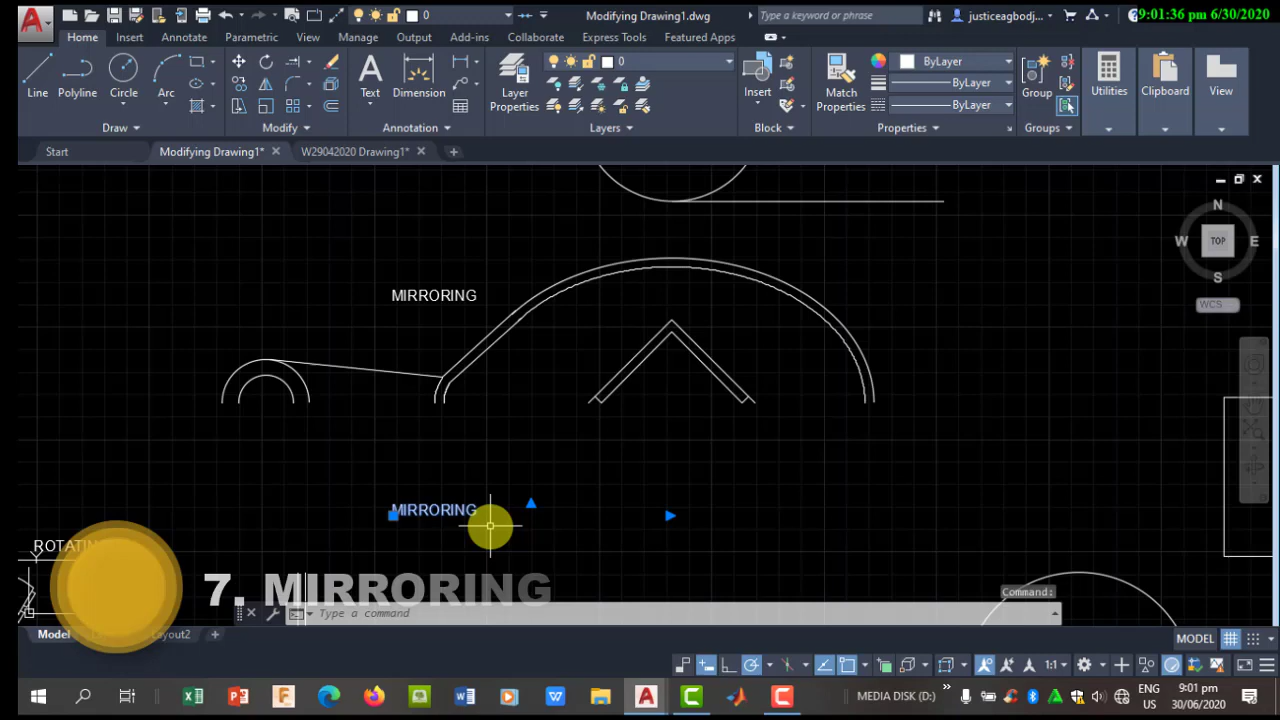 0
Modifying Drawing1.dwg
Type a keyword or phrase
justiceagbodj...
9:01:36 pm 6/30/2020
Home Insert Annotate Parametric View Manage Output Add-ins Collaborate Express Tools Featured Apps
Line
Polyline
Circle
Arc
Draw
Modify
Text
Dimension
Annotation
Layer
Properties
0
Layers
Insert
Block
Match
Properties
ByLayer
ByLayer
ByLayer
Properties
Group
Groups
Utilities
Clipboard
View
Start
Modifying Drawing1*
W29042020 Drawing1*
N
W TOP E
S
WCS
MIRRORING
MIRRORING
7. MIRRORING
Command:
Type a command
Model
Layout2
MODEL
1:1
MEDIA DISK (D:)
ENG
US
9:01 pm
30/06/2020